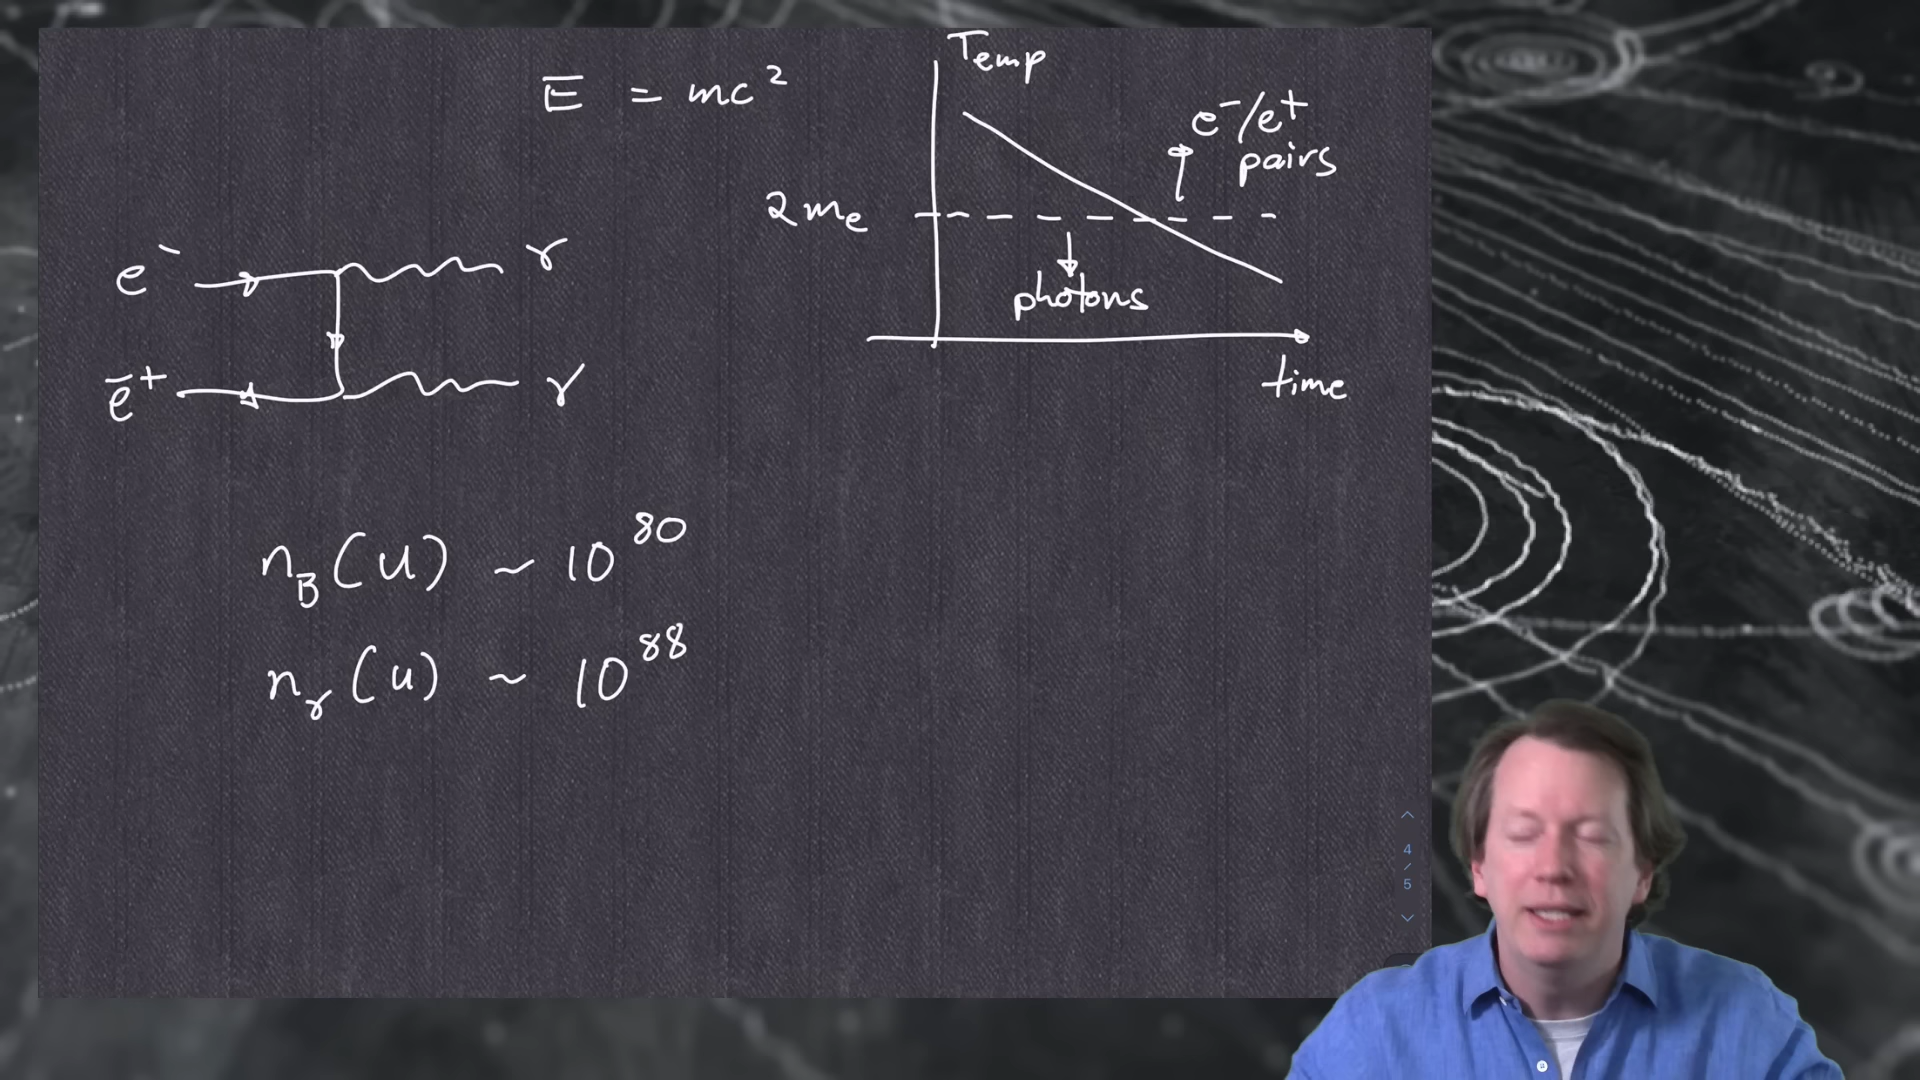 E = mc²
Temp
e⁻/e⁺
pairs
2mₑ
photons
time
e⁻
γ
e̅⁺
γ
n_B(U) ~ 10⁸⁰
n_γ(U) ~ 10⁸⁸
4
/
5